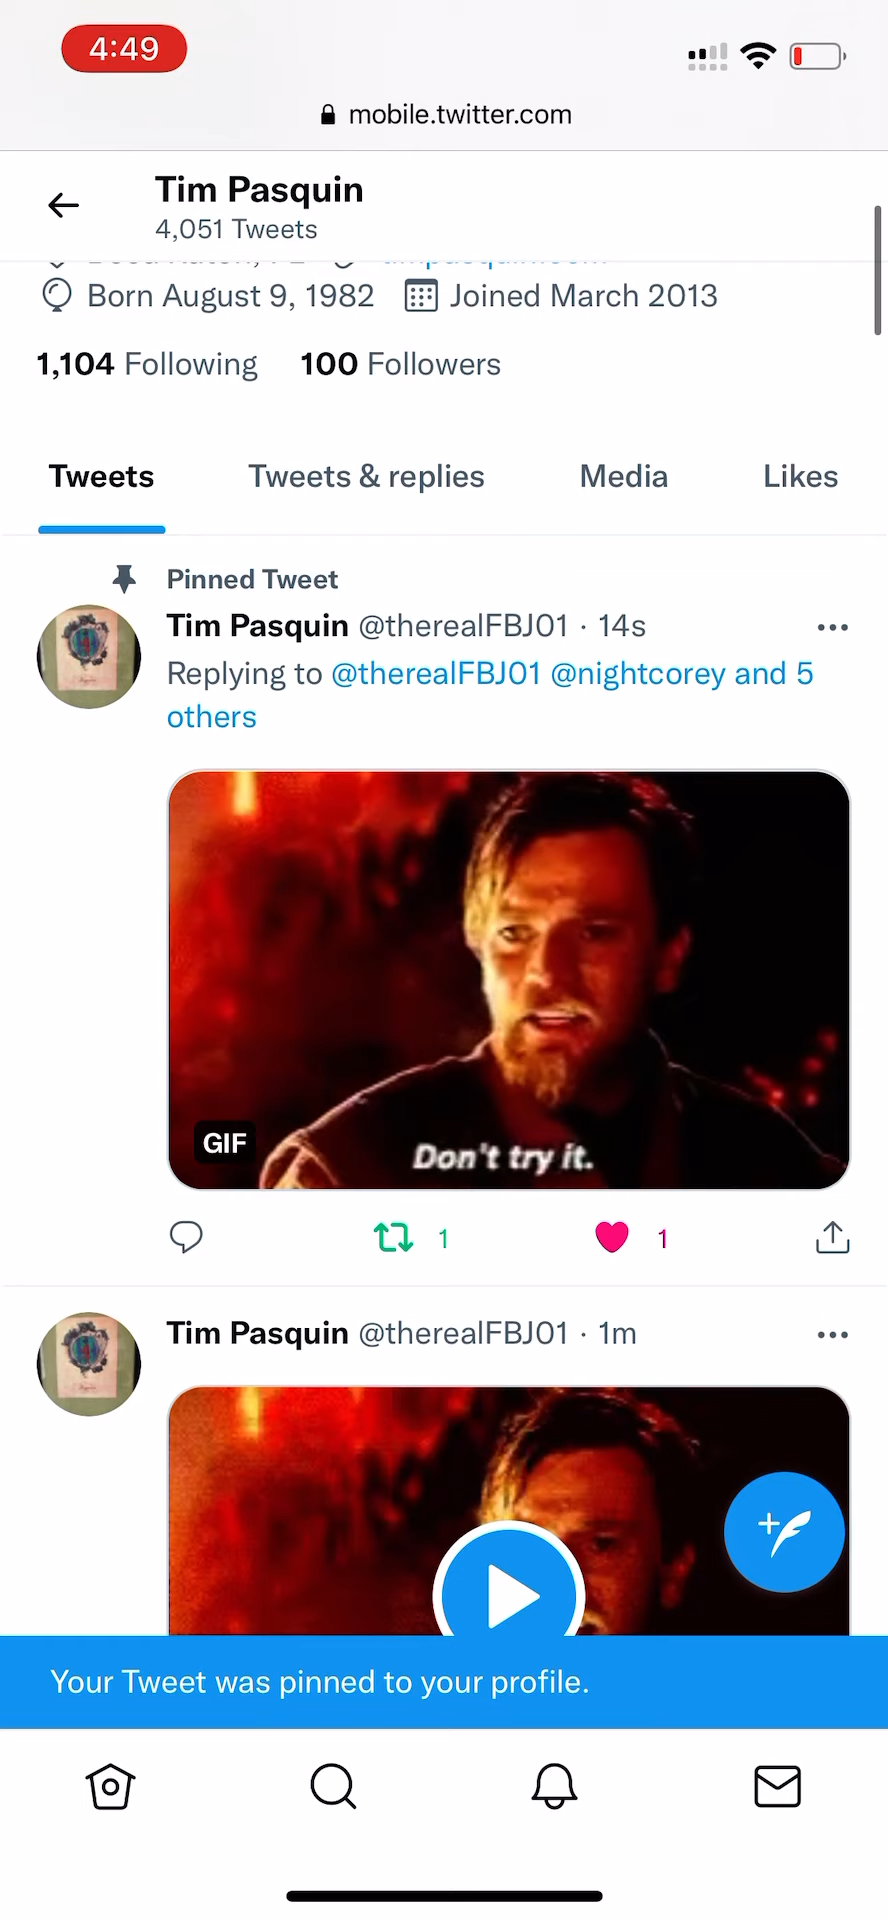 4:49
mobile.twitter.com
Tim Pasquin
4,051 Tweets
Born August 9, 1982 Joined March 2013
1,104 Following 100 Followers
Tweets Tweets & replies Media Likes
Pinned Tweet
Tim Pasquin @therealFBJ01 · 14s
Replying to @therealFBJ01 @nightcorey and 5
others
GIF
Don't try it.
1 1
Tim Pasquin @therealFBJ01 · 1m
Your Tweet was pinned to your profile.